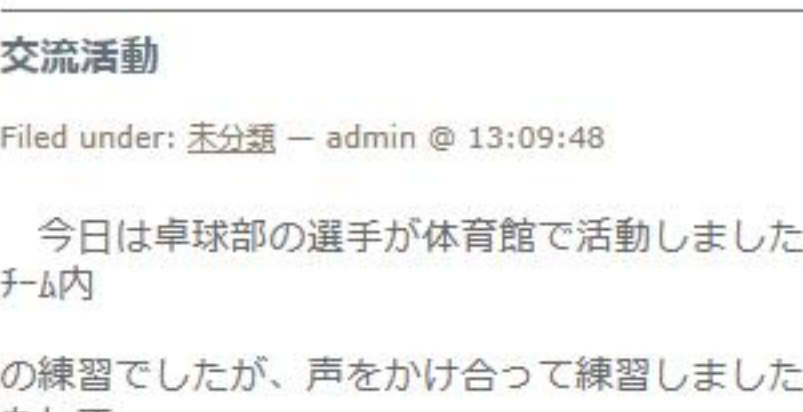 交流活動
Filed under: 未分類 — admin @ 13:09:48
　今日は卓球部の選手が体育館で活動しました
ﾁｰﾑ内
の練習でしたが、声をかけ合って練習しました